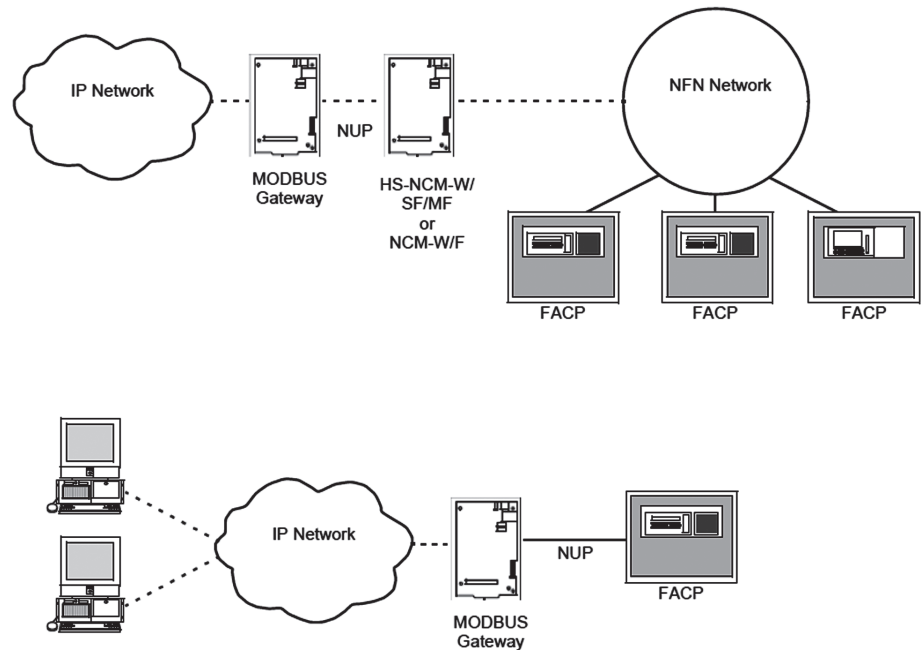 IP Network
NFN Network
NUP
MODBUS
Gateway
HS-NCM-W/
SF/MF
or
NCM-W/F
FACP
FACP
FACP
IP Network
NUP
FACP
MODBUS
Gateway